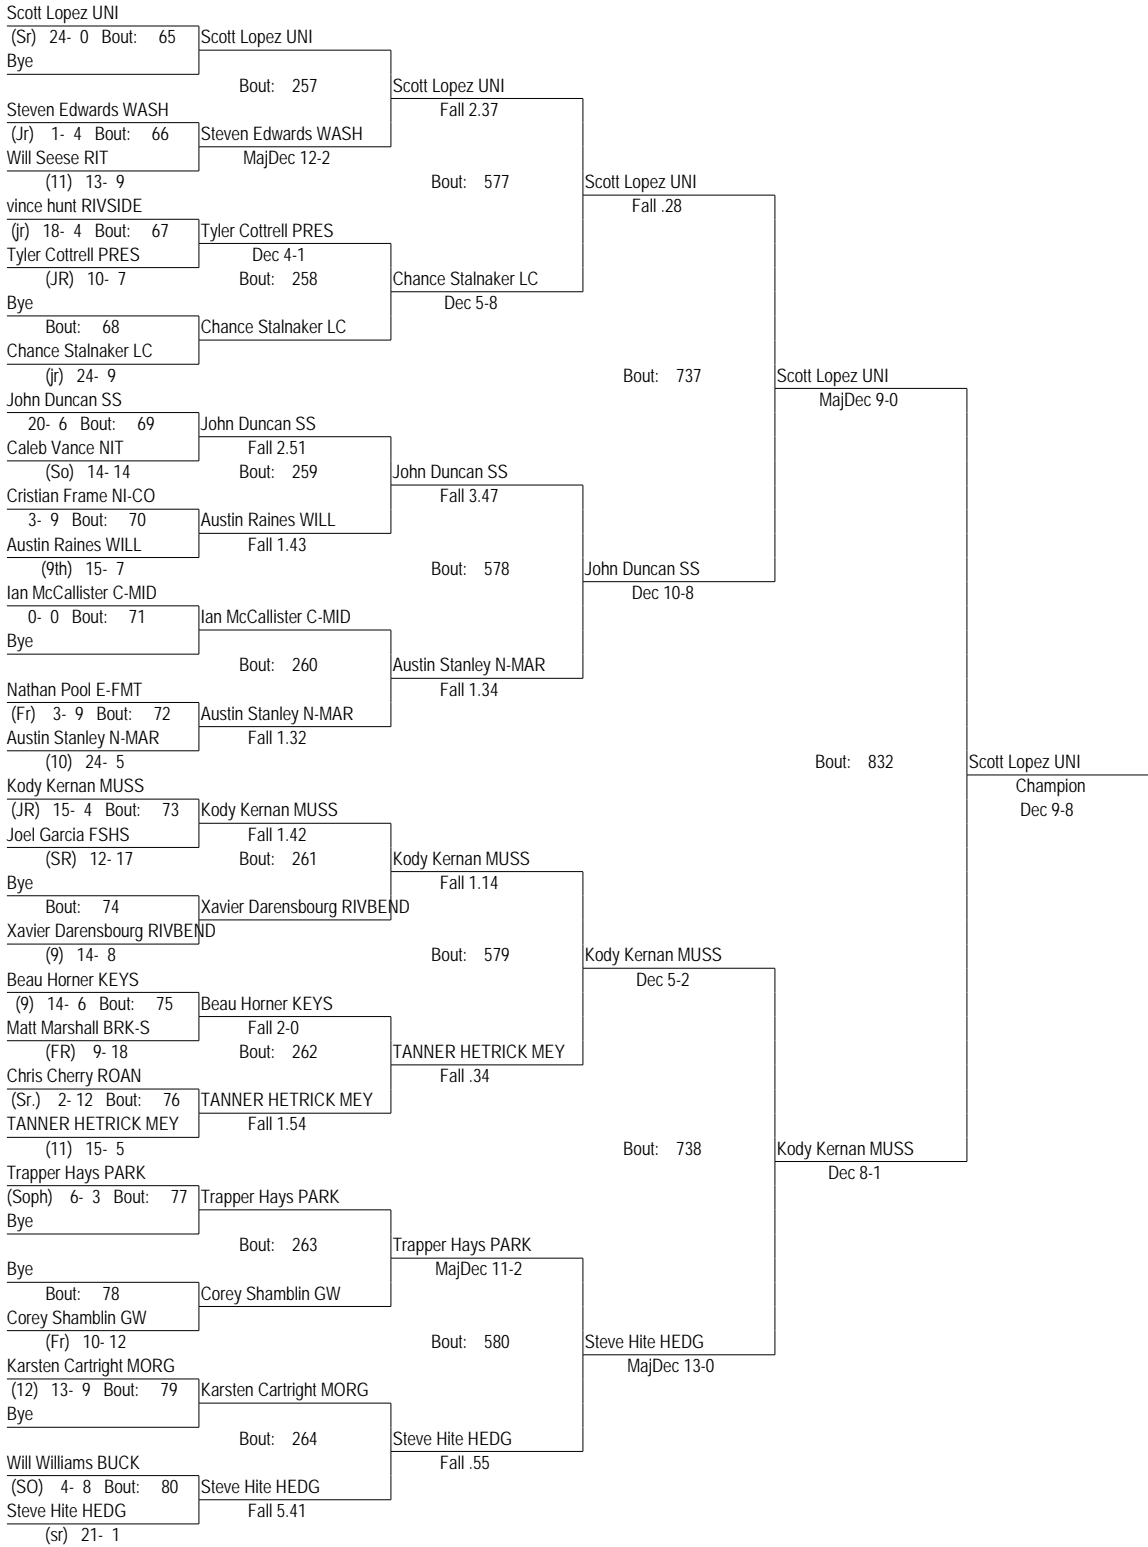 Scott Lopez UNI
(Sr) 24- 0 Bout: 65 Scott Lopez UNI
Bye
Bout: 257 Scott Lopez UNI
Steven Edwards WASH Fall 2.37
(Jr) 1- 4 Bout: 66 Steven Edwards WASH
Will Seese RIT MajDec 12-2
(11) 13- 9 Bout: 577 Scott Lopez UNI
vince hunt RIVSIDE Fall .28
(jr) 18- 4 Bout: 67 Tyler Cottrell PRES
Tyler Cottrell PRES Dec 4-1
(JR) 10- 7 Bout: 258 Chance Stalnaker LC
Bye Dec 5-8
Bout: 68 Chance Stalnaker LC
Chance Stalnaker LC
(jr) 24- 9 Bout: 737 Scott Lopez UNI
John Duncan SS MajDec 9-0
20- 6 Bout: 69 John Duncan SS
Caleb Vance NIT Fall 2.51
(So) 14- 14 Bout: 259 John Duncan SS
Cristian Frame NI-CO Fall 3.47
3- 9 Bout: 70 Austin Raines WILL
Austin Raines WILL Fall 1.43
(9th) 15- 7 Bout: 578 John Duncan SS
Ian McCallister C-MID Dec 10-8
0- 0 Bout: 71 Ian McCallister C-MID
Bye
Bout: 260 Austin Stanley N-MAR
Nathan Pool E-FMT Fall 1.34
(Fr) 3- 9 Bout: 72 Austin Stanley N-MAR
Austin Stanley N-MAR Fall 1.32
(10) 24- 5 Bout: 832 Scott Lopez UNI
Kody Kernan MUSS Champion
(JR) 15- 4 Bout: 73 Kody Kernan MUSS Dec 9-8
Joel Garcia FSHS Fall 1.42
(SR) 12- 17 Bout: 261 Kody Kernan MUSS
Bye Fall 1.14
Bout: 74 Xavier Darensbourg RIVBEND
Xavier Darensbourg RIVBEND
(9) 14- 8 Bout: 579 Kody Kernan MUSS
Beau Horner KEYS Dec 5-2
(9) 14- 6 Bout: 75 Beau Horner KEYS
Matt Marshall BRK-S Fall 2-0
(FR) 9- 18 Bout: 262 TANNER HETRICK MEY
Chris Cherry ROAN Fall .34
(Sr.) 2- 12 Bout: 76 TANNER HETRICK MEY
TANNER HETRICK MEY Fall 1.54
(11) 15- 5 Bout: 738 Kody Kernan MUSS
Trapper Hays PARK Dec 8-1
(Soph) 6- 3 Bout: 77 Trapper Hays PARK
Bye
Bout: 263 Trapper Hays PARK
Bye MajDec 11-2
Bout: 78 Corey Shamblin GW
Corey Shamblin GW
(Fr) 10- 12 Bout: 580 Steve Hite HEDG
Karsten Cartright MORG MajDec 13-0
(12) 13- 9 Bout: 79 Karsten Cartright MORG
Bye
Bout: 264 Steve Hite HEDG
Will Williams BUCK Fall .55
(SO) 4- 8 Bout: 80 Steve Hite HEDG
Steve Hite HEDG Fall 5.41
(sr) 21- 1